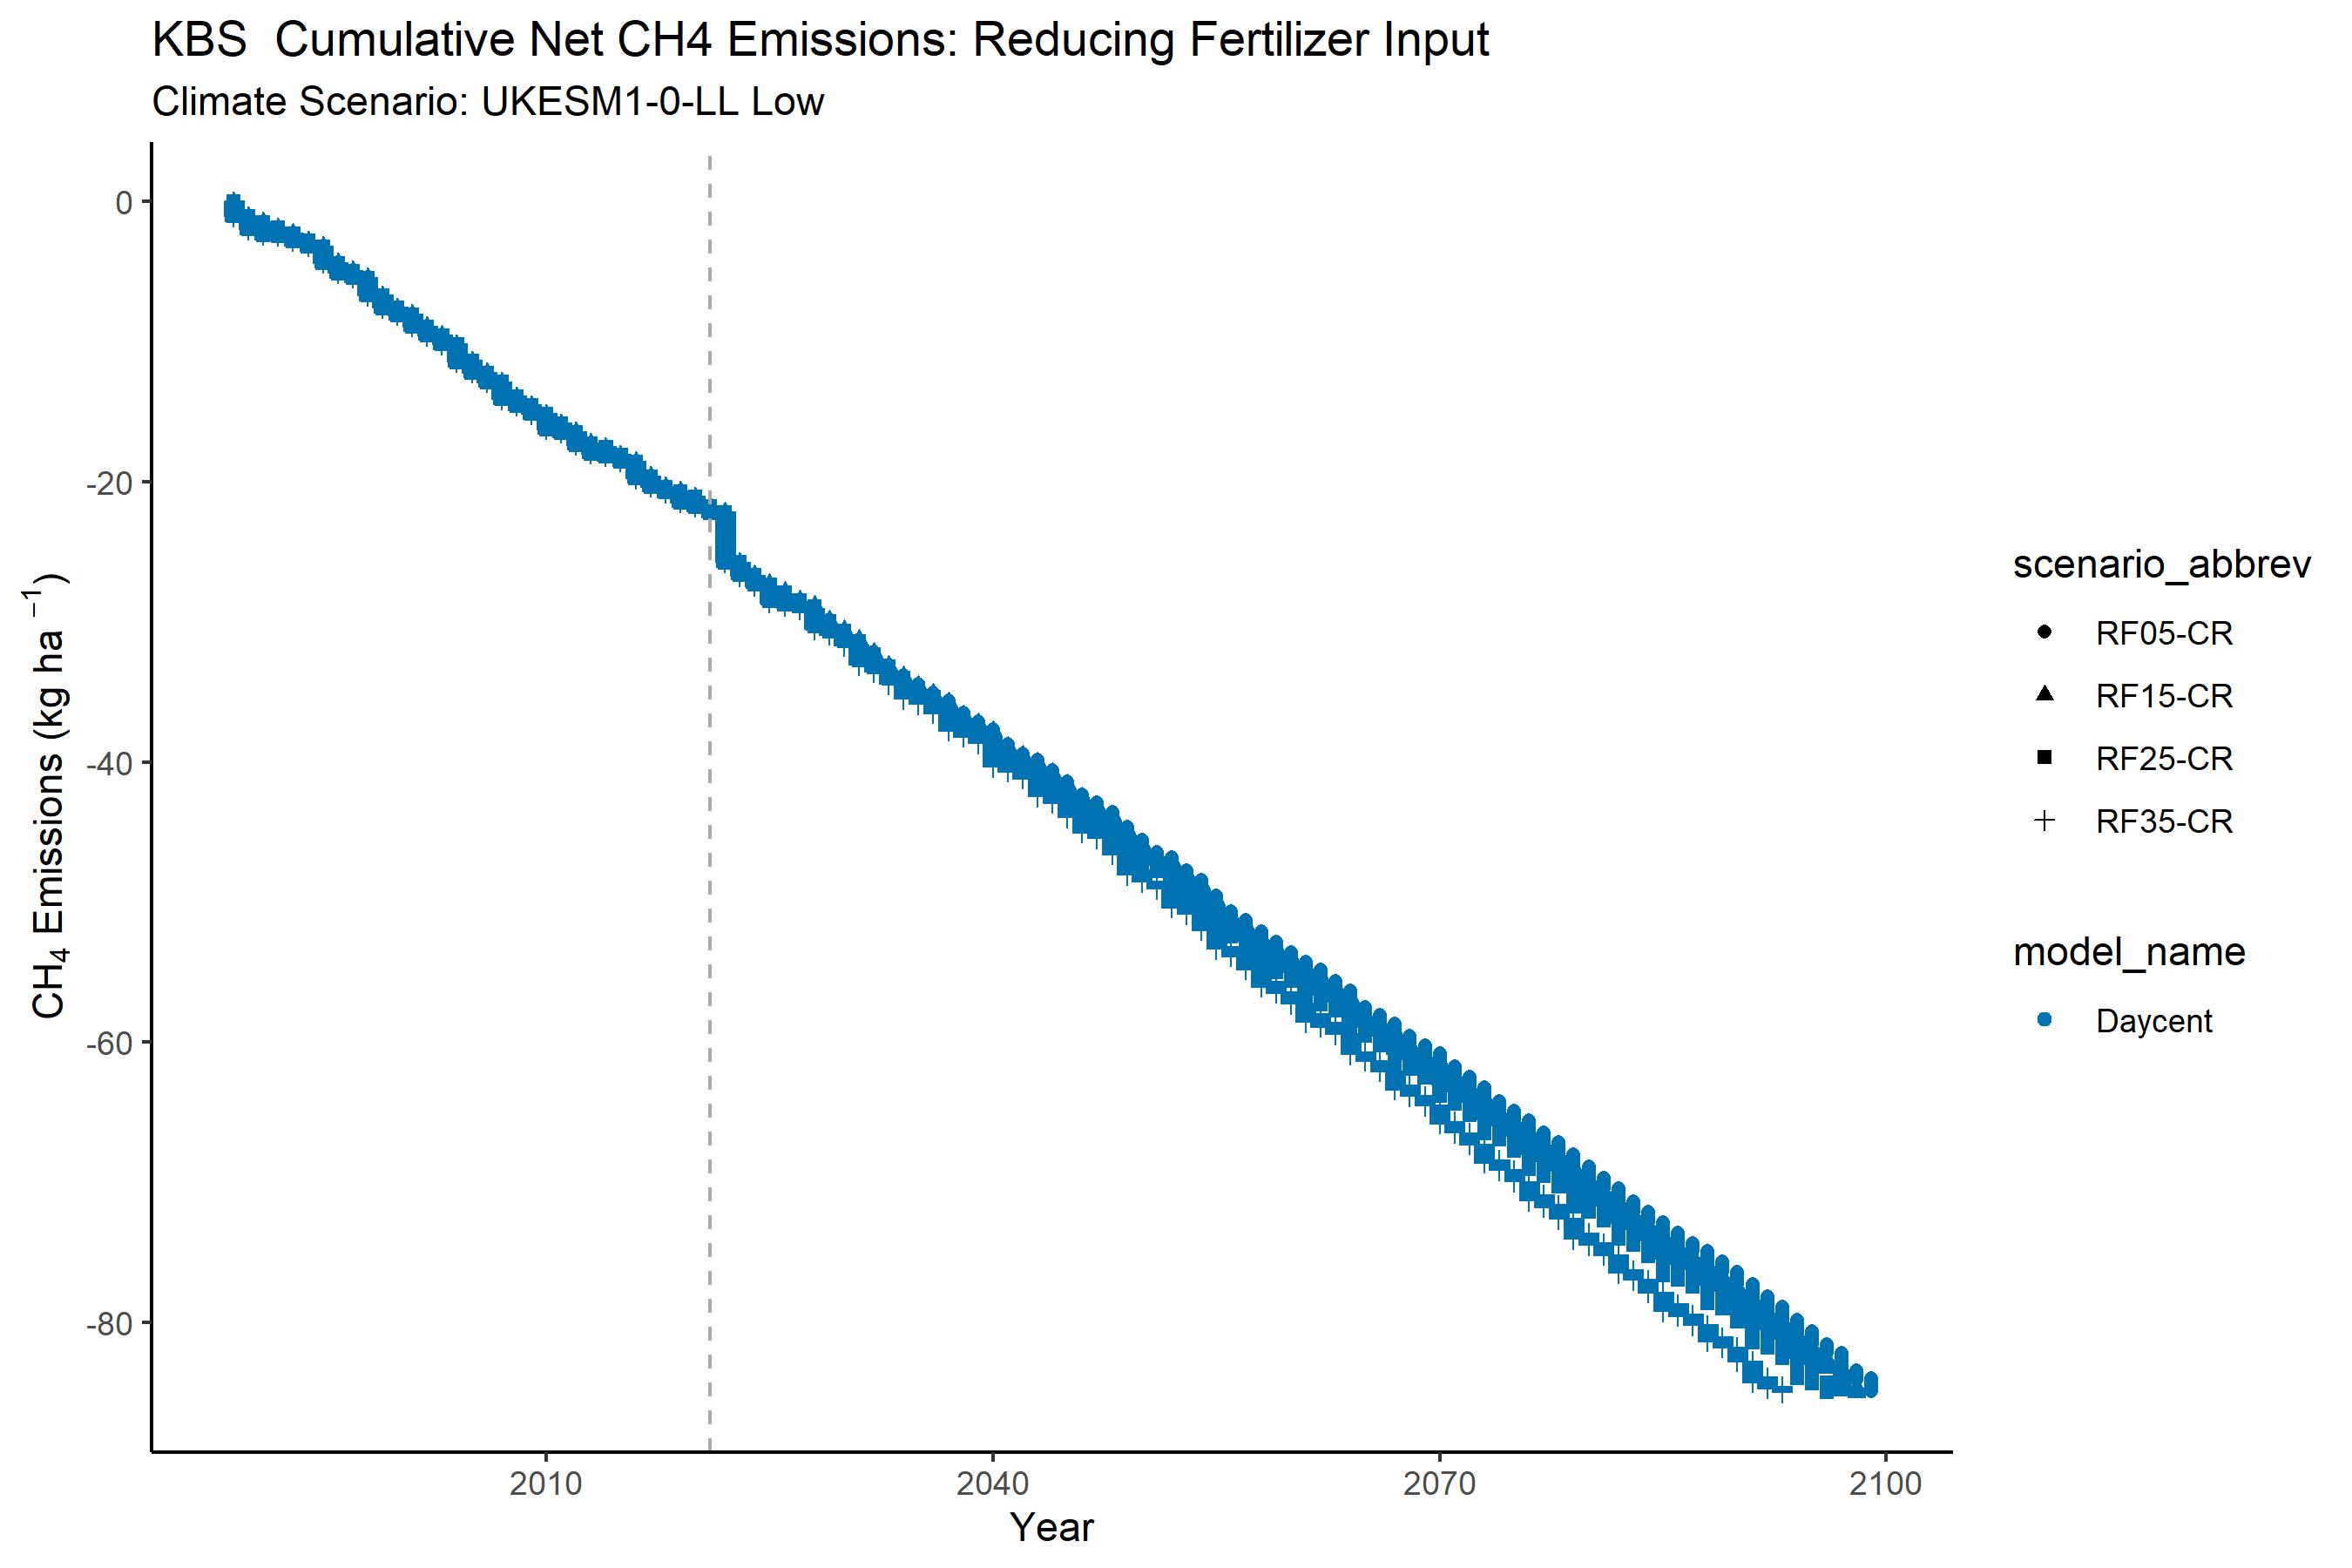 KBS  Cumulative Net CH4 Emissions: Reducing Fertilizer Input
Climate Scenario: UKESM1-0-LL Low
CH₄ Emissions (kg ha ⁻¹)
0
-20
-40
-60
-80
2010
2040
2070
2100
Year
scenario_abbrev
RF05-CR
RF15-CR
RF25-CR
RF35-CR
model_name
Daycent